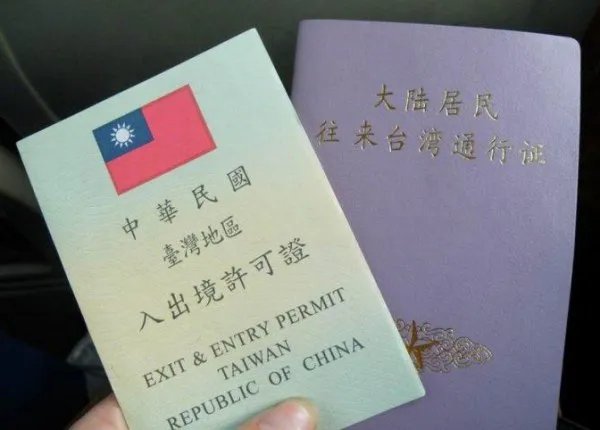 中華民國
臺灣地區
入出境許可證
EXIT & ENTRY PERMIT
TAIWAN
REPUBLIC OF CHINA
大陆居民
往来台湾通行证